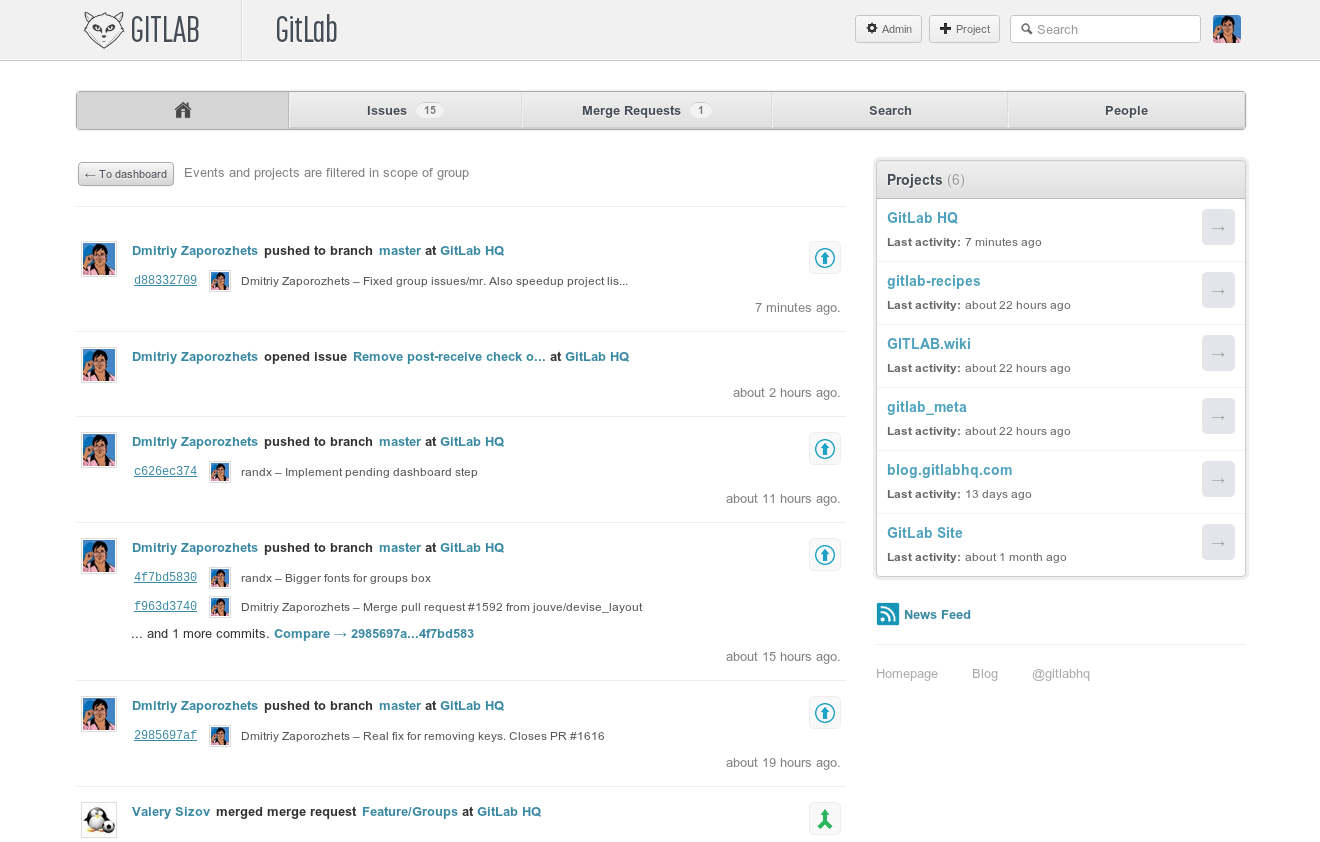 GITLAB
GitLab
Admin
Project
Search
Issues 15
Merge Requests 1
Search
People
← To dashboard
Events and projects are filtered in scope of group
Dmitriy Zaporozhets pushed to branch master at GitLab HQ
d88332709 Dmitriy Zaporozhets – Fixed group issues/mr. Also speedup project lis...
7 minutes ago.
Dmitriy Zaporozhets opened issue Remove post-receive check o... at GitLab HQ
about 2 hours ago.
Dmitriy Zaporozhets pushed to branch master at GitLab HQ
c626ec374 randx – Implement pending dashboard step
about 11 hours ago.
Dmitriy Zaporozhets pushed to branch master at GitLab HQ
4f7bd5830 randx – Bigger fonts for groups box
f963d3740 Dmitriy Zaporozhets – Merge pull request #1592 from jouve/devise_layout
... and 1 more commits. Compare → 2985697a...4f7bd583
about 15 hours ago.
Dmitriy Zaporozhets pushed to branch master at GitLab HQ
2985697af Dmitriy Zaporozhets – Real fix for removing keys. Closes PR #1616
about 19 hours ago.
Valery Sizov merged merge request Feature/Groups at GitLab HQ
Projects (6)
GitLab HQ
Last activity: 7 minutes ago
→
gitlab-recipes
Last activity: about 22 hours ago
→
GITLAB.wiki
Last activity: about 22 hours ago
→
gitlab_meta
Last activity: about 22 hours ago
→
blog.gitlabhq.com
Last activity: 13 days ago
→
GitLab Site
Last activity: about 1 month ago
→
News Feed
Homepage Blog @gitlabhq